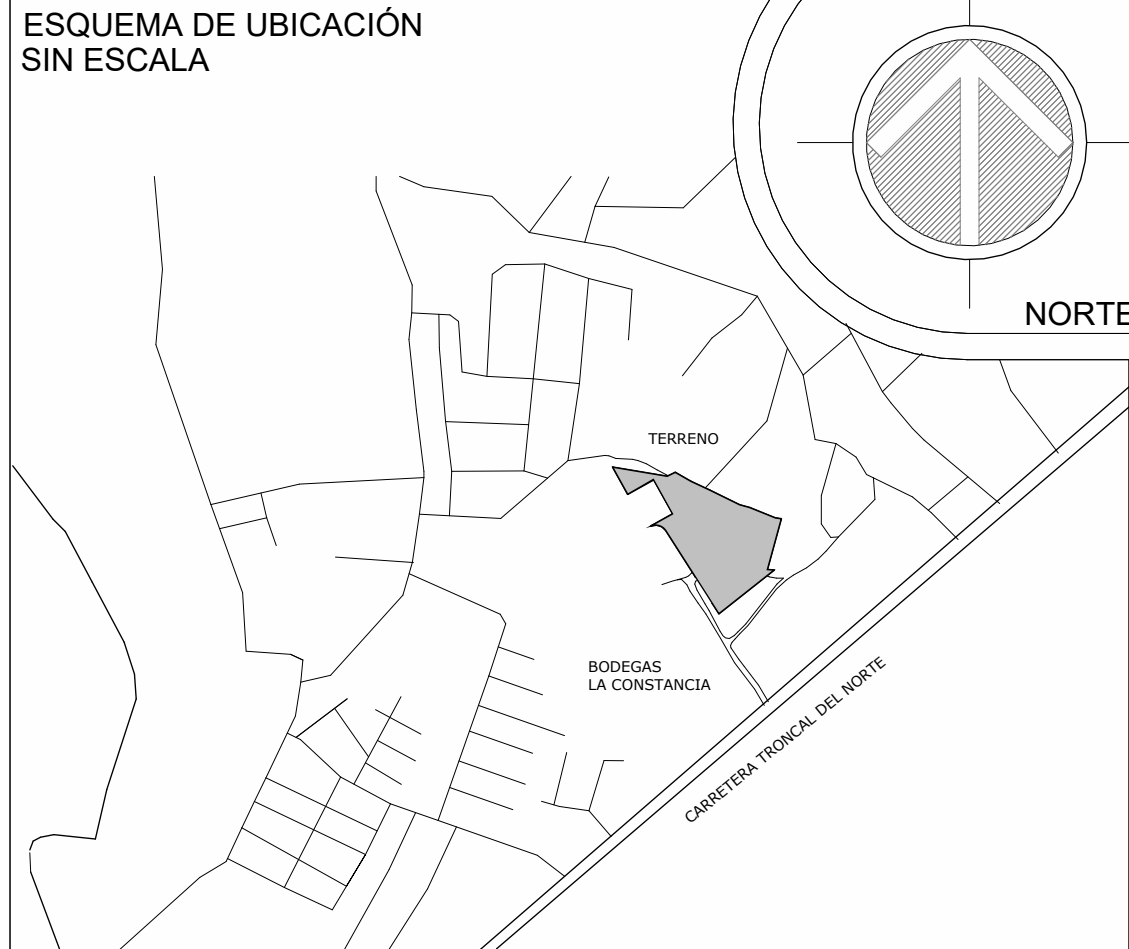 ESQUEMA DE UBICACIÓN
SIN ESCALA
NORTE
TERRENO
BODEGAS
LA CONSTANCIA
CARRETERA TRONCAL DEL NORTE